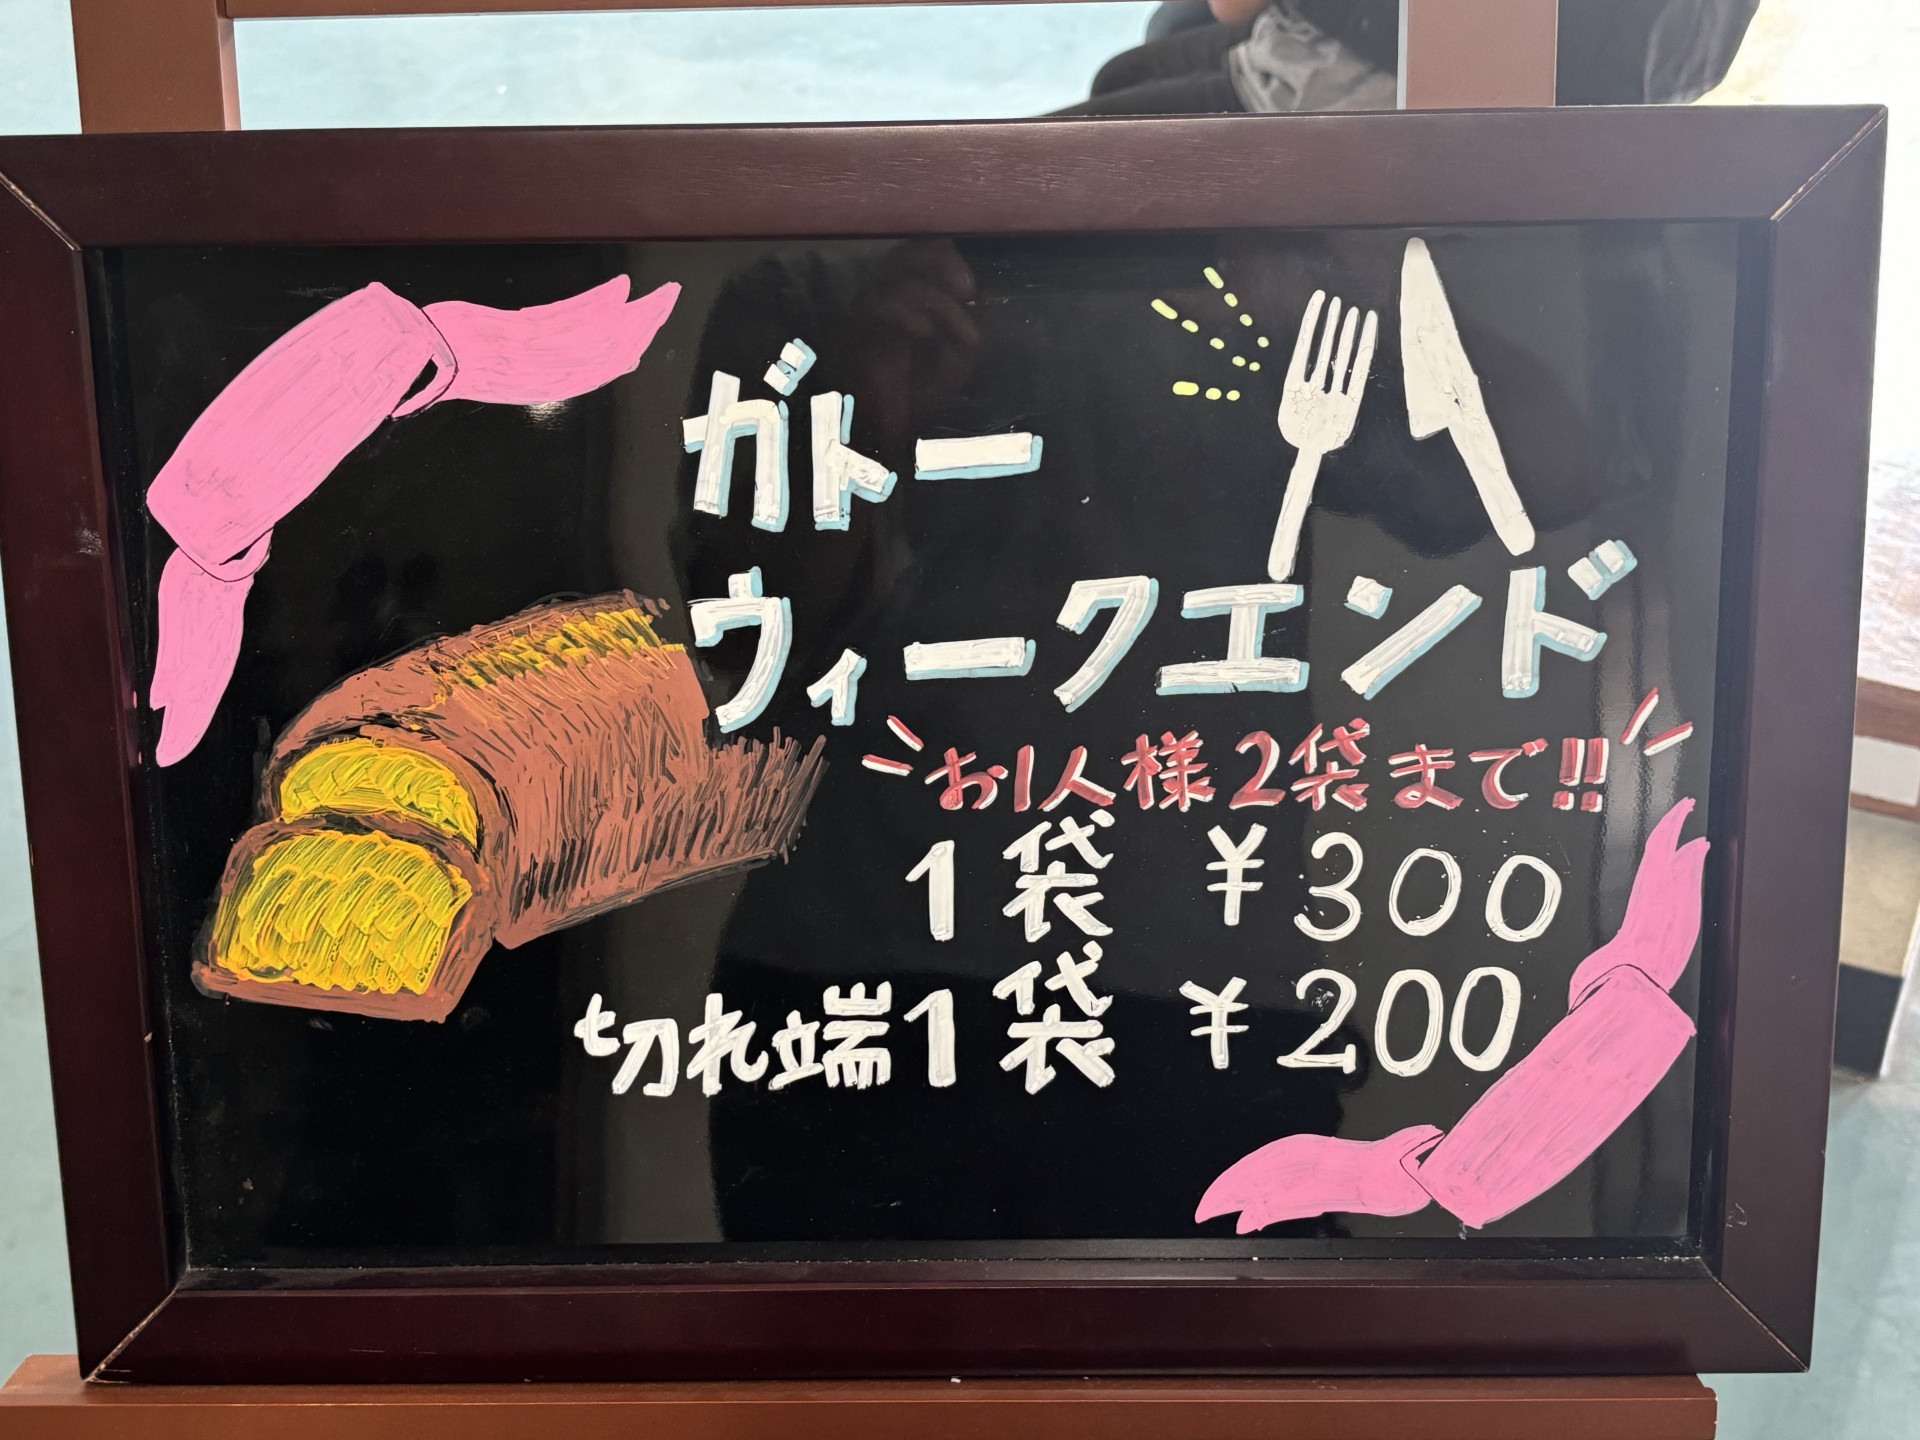 ガトー
ウィークエンド
お1人様2袋まで!!
1袋 ¥300
切れ端1袋 ¥200